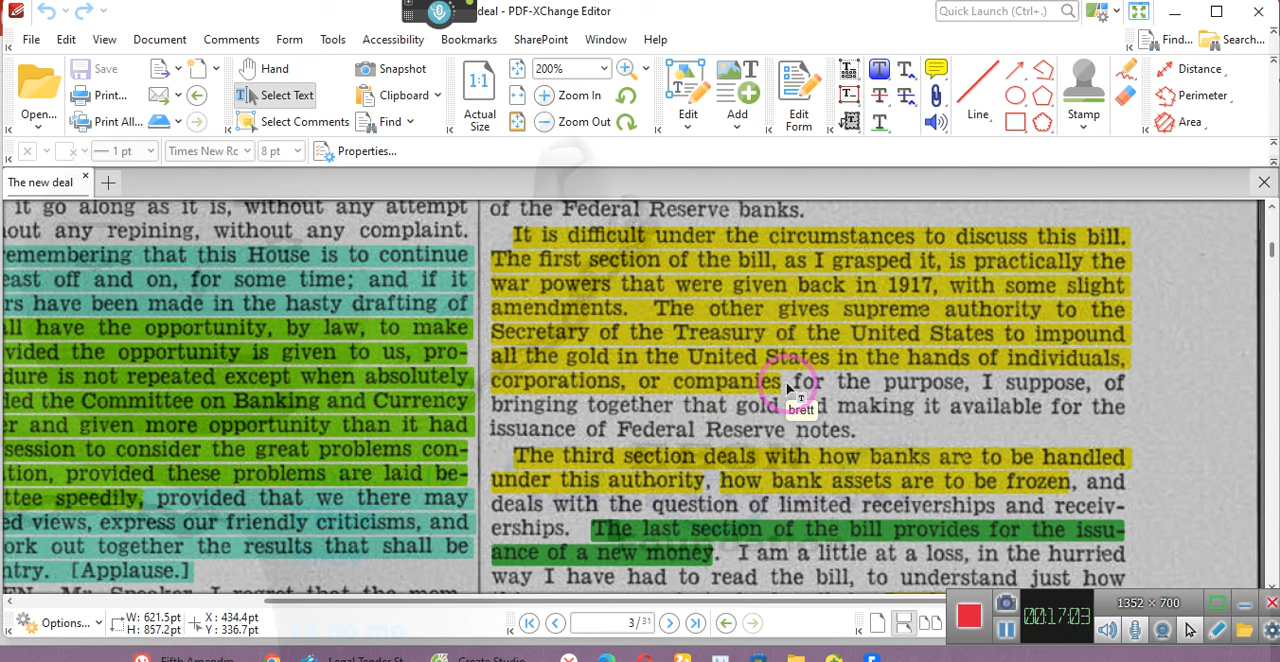 deal - PDF-XChange Editor
Quick Launch (Ctrl+.)
File Edit View Document Comments Form Tools Accessibility Bookmarks SharePoint Window Help
Find... Search...
Open...
Save
Print...
Print All...
Hand
Select Text
Select Comments
Snapshot
Clipboard
Find
1:1
Actual Size
200%
Zoom In
Zoom Out
Edit
Add
Edit Form
Line
Stamp
Distance
Perimeter
Area
1 pt Times New Ro 8 pt Properties...
The new deal
it go along as it is, without any attempt
out any repining, without any complaint.
emembering that this House is to continue
east off and on, for some time; and if it
rs have been made in the hasty drafting of
ll have the opportunity, by law, to make
vided the opportunity is given to us, pro-
dure is not repeated except when absolutely
ded the Committee on Banking and Currency
er and given more opportunity than it had
session to consider the great problems con-
tion, provided these problems are laid be-
ttee speedily, provided that we there may
ed views, express our friendly criticisms, and
ork out together the results that shall be
ntry. [Applause.]
of the Federal Reserve banks.
It is difficult under the circumstances to discuss this bill.
The first section of the bill, as I grasped it, is practically the
war powers that were given back in 1917, with some slight
amendments. The other gives supreme authority to the
Secretary of the Treasury of the United States to impound
all the gold in the United States in the hands of individuals,
corporations, or companies for the purpose, I suppose, of
bringing together that gold and making it available for the
issuance of Federal Reserve notes.
The third section deals with how banks are to be handled
under this authority, how bank assets are to be frozen, and
deals with the question of limited receiverships and receiv-
erships. The last section of the bill provides for the issu-
ance of a new money. I am a little at a loss, in the hurried
way I have had to read the bill, to understand just how
brett
Options...
W: 621.5pt
H: 857.2pt
X: 434.4pt
Y: 336.7pt
3/31
00:17:03
1352 × 700
Fifth Amendm
Legal Tender St
Create Studio